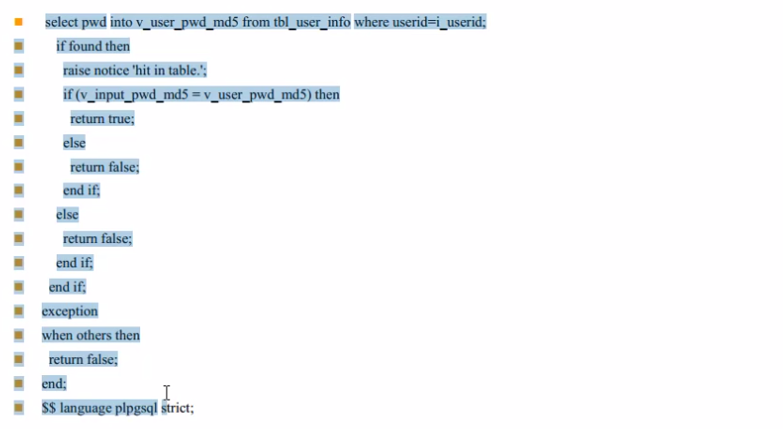 select pwd into v_user_pwd_md5 from tbl_user_info where userid=i_userid;
if found then
raise notice 'hit in table.';
if (v_input_pwd_md5 = v_user_pwd_md5) then
return true;
else
return false;
end if;
else
return false;
end if;
end if;
exception
when others then
return false;
end;
$$ language plpgsql strict;